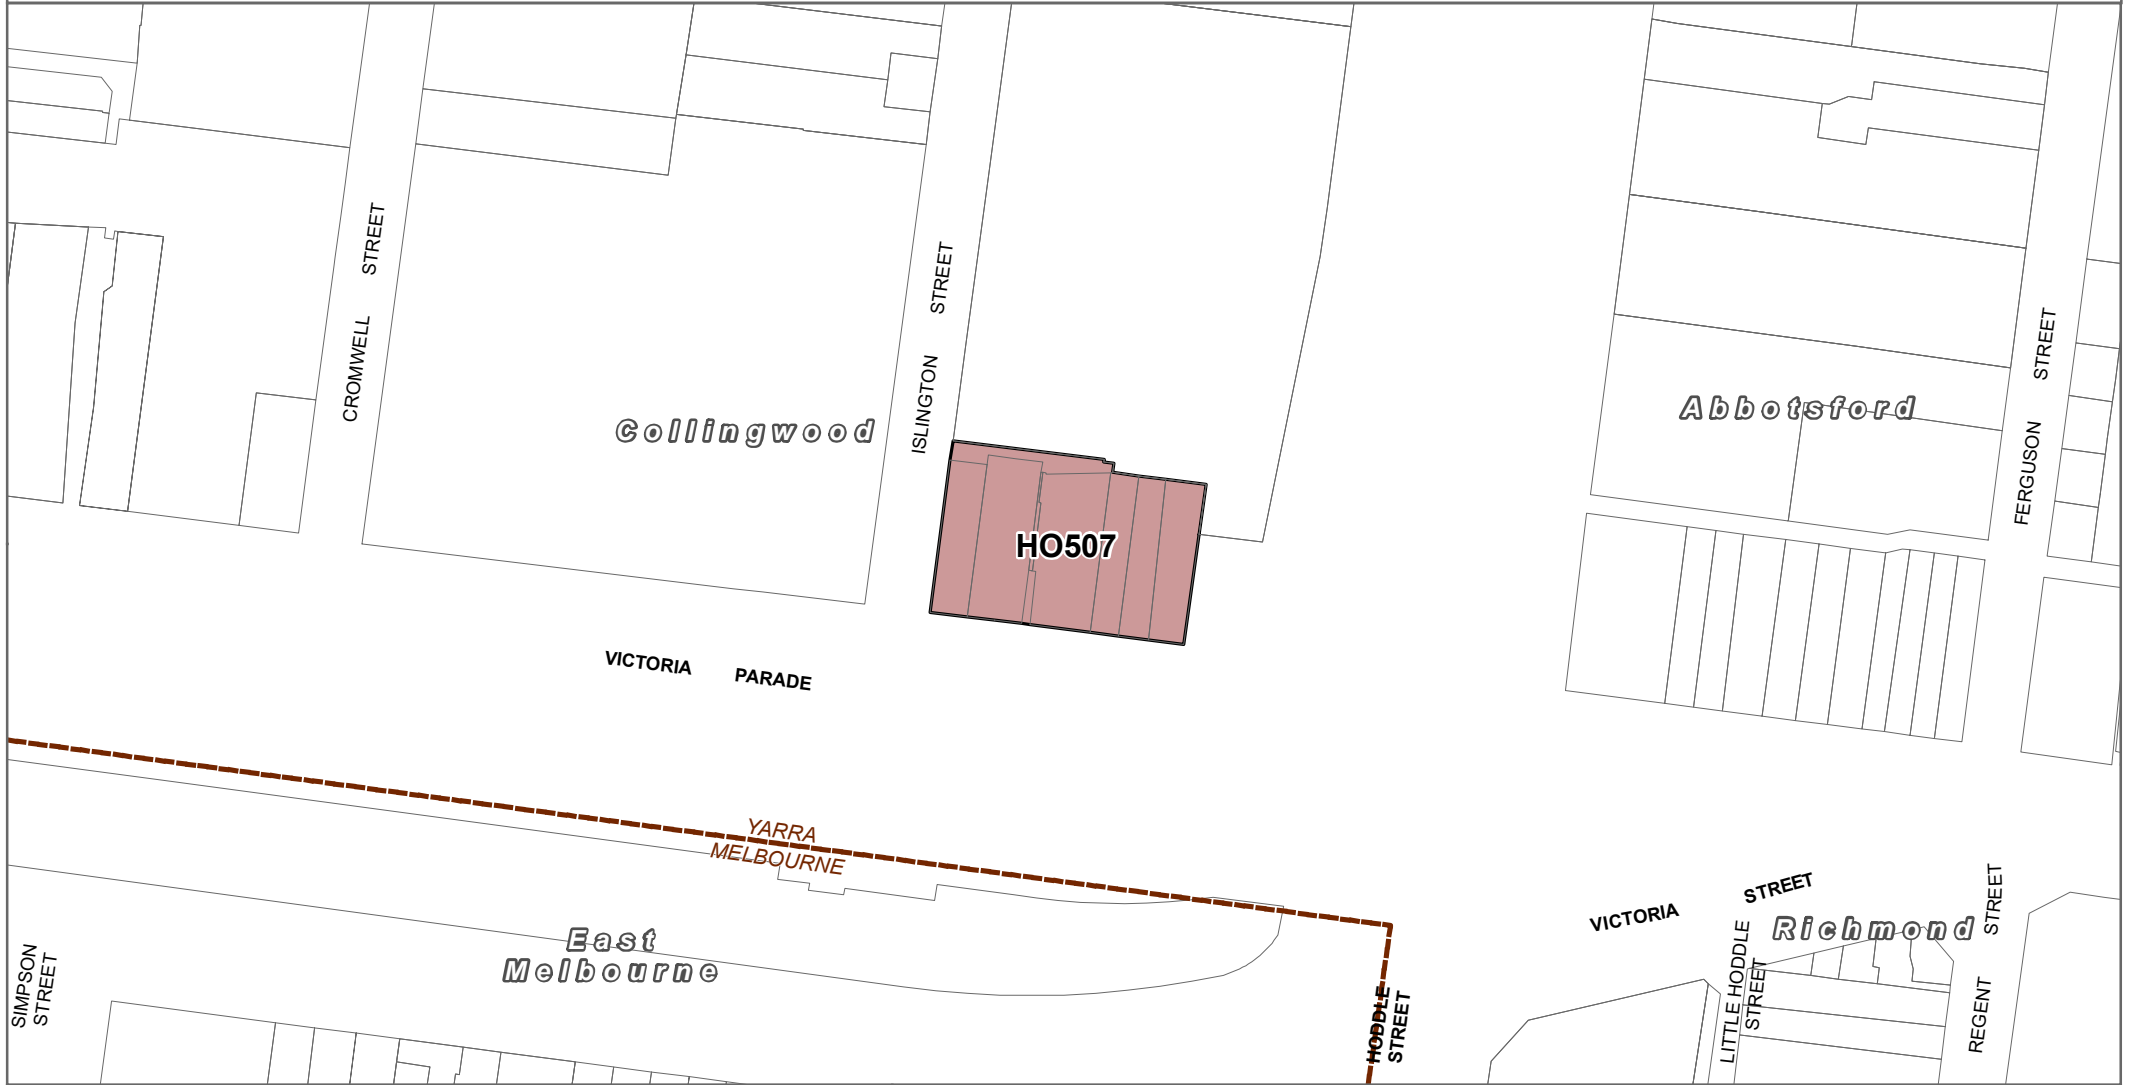 CROMWELL STREET
ISLINGTON STREET
Collingwood
Abbotsford
FERGUSON STREET
HO507
VICTORIA PARADE
YARRA
MELBOURNE
East
Melbourne
SIMPSON
STREET
HODDLE
STREET
VICTORIA STREET
Richmond
LITTLE HODDLE
STREET
REGENT STREET